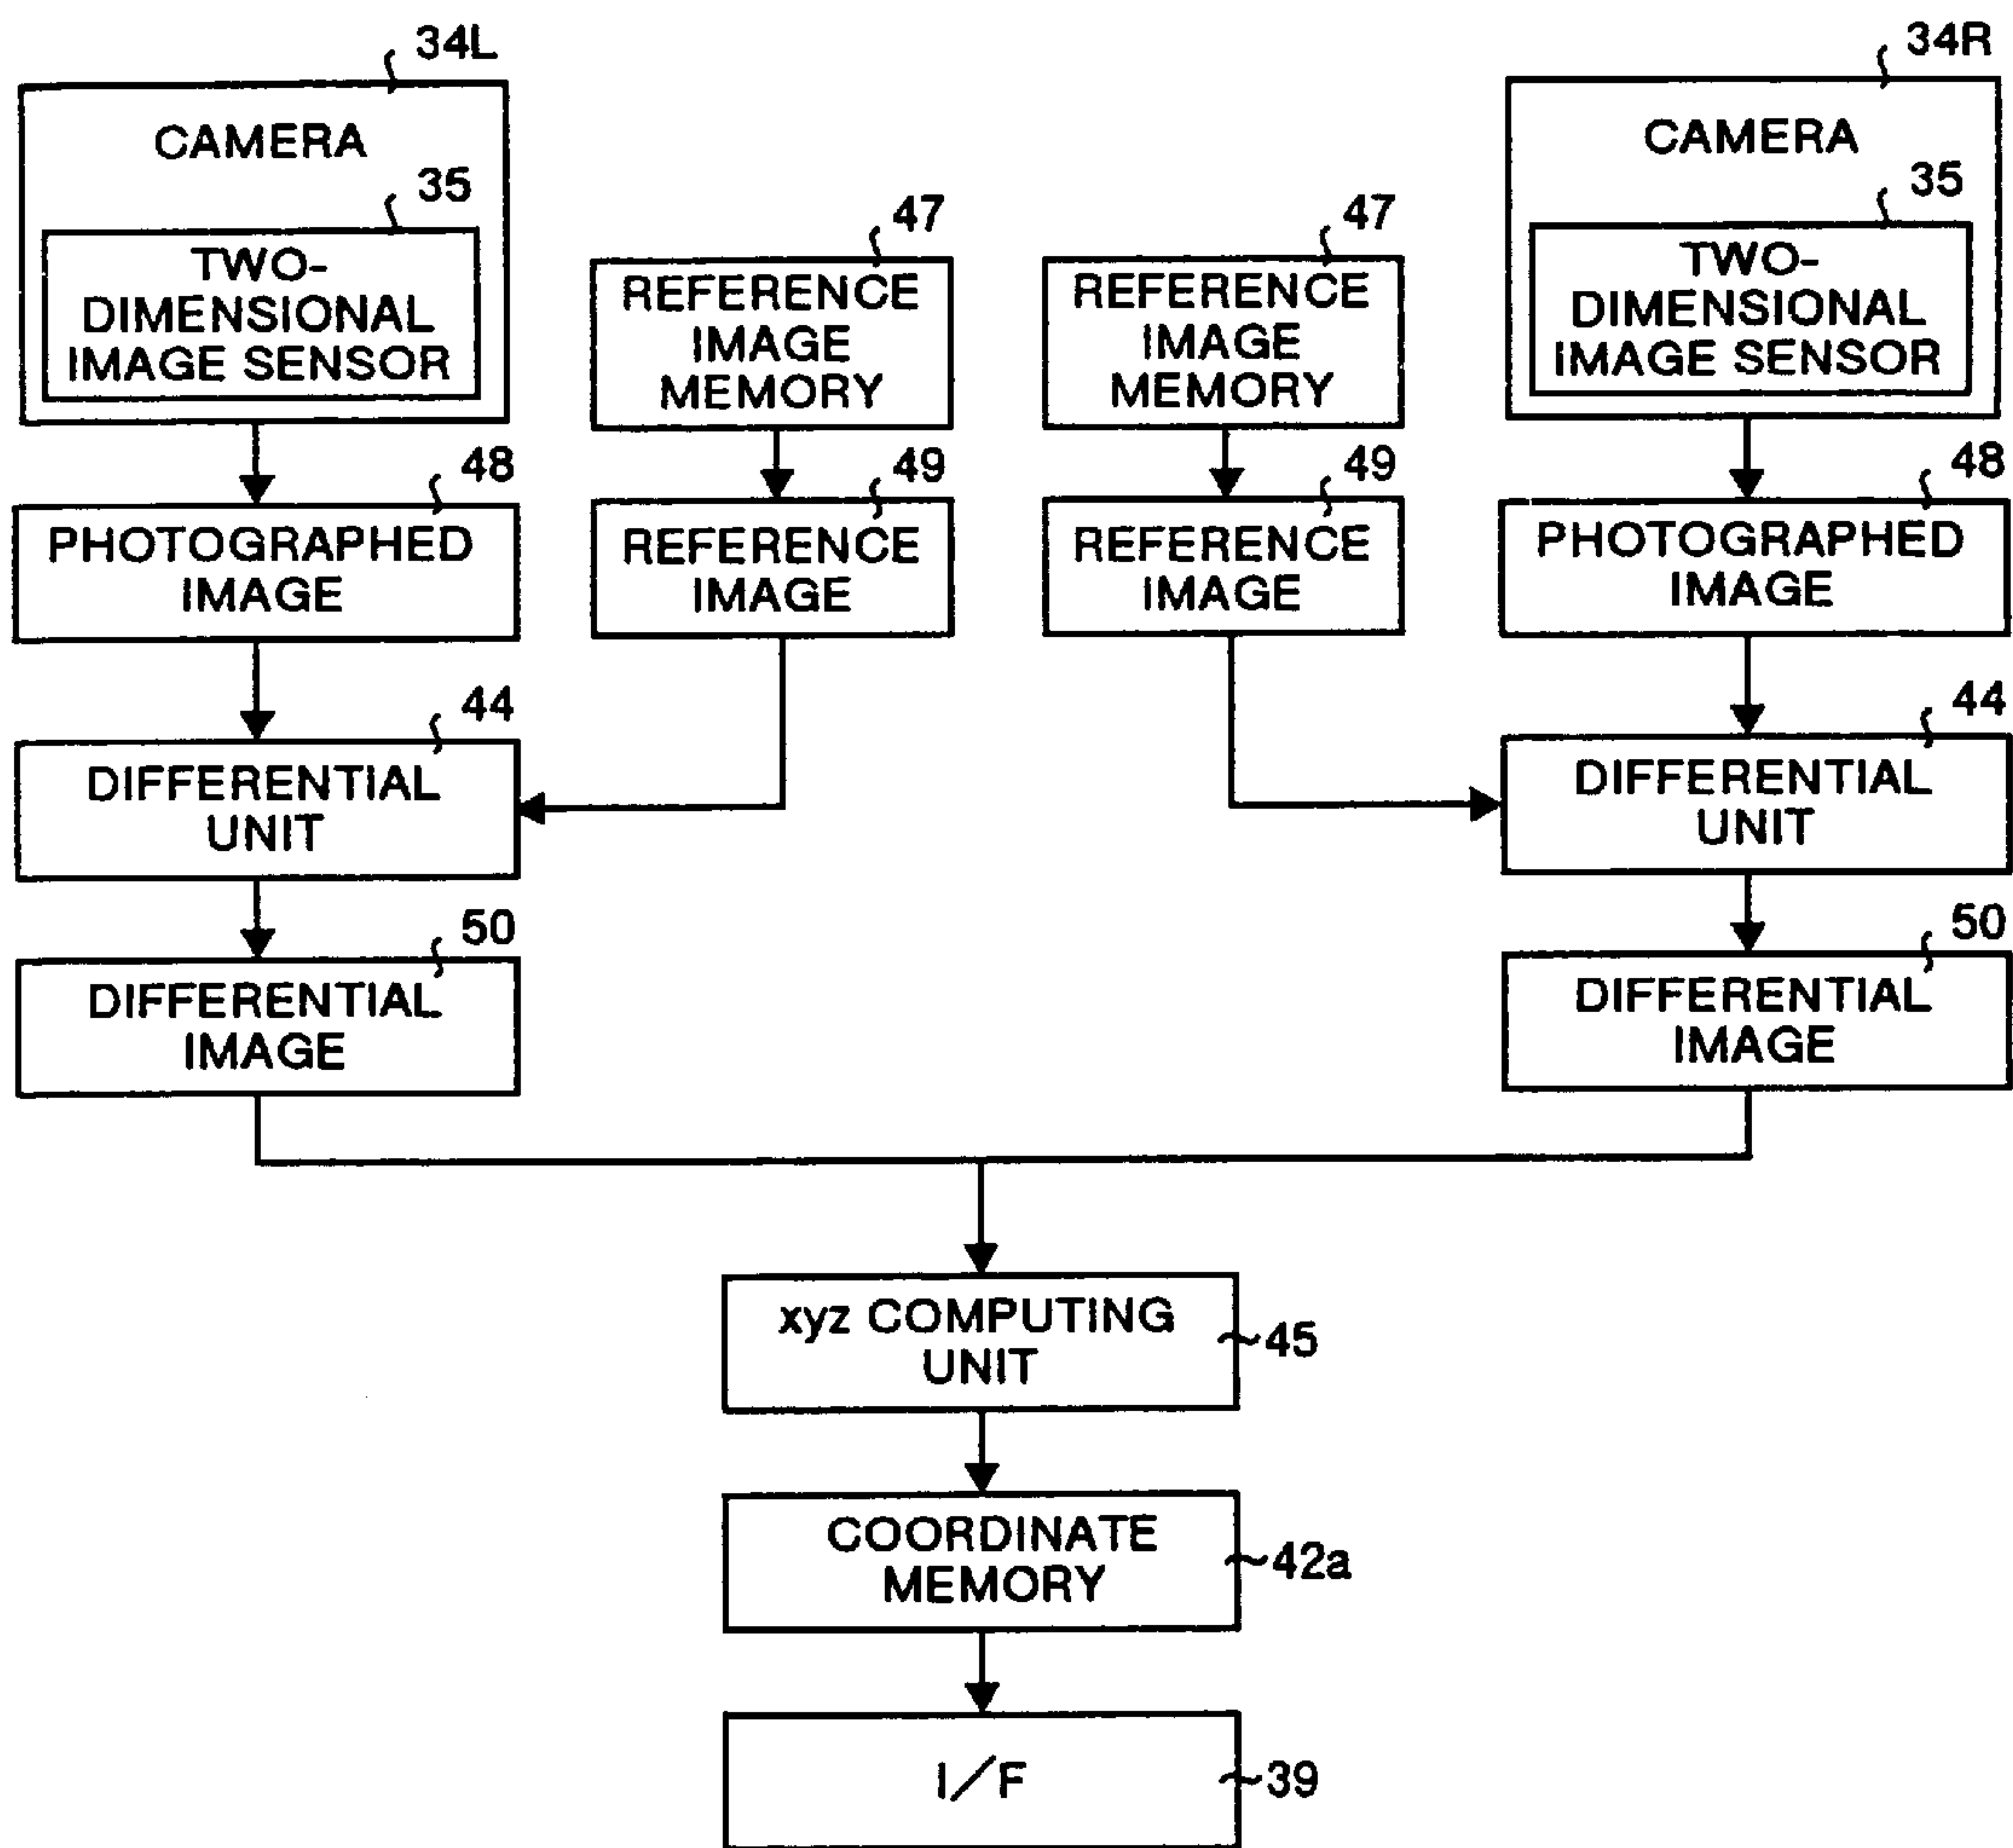 34L
34R
CAMERA
CAMERA
35
35
TWO-
DIMENSIONAL
IMAGE SENSOR
47
REFERENCE
IMAGE
MEMORY
47
REFERENCE
IMAGE
MEMORY
TWO-
DIMENSIONAL
IMAGE SENSOR
48
49
49
48
PHOTOGRAPHED
IMAGE
REFERENCE
IMAGE
REFERENCE
IMAGE
PHOTOGRAPHED
IMAGE
44
44
DIFFERENTIAL
UNIT
DIFFERENTIAL
UNIT
50
50
DIFFERENTIAL
IMAGE
DIFFERENTIAL
IMAGE
xyz COMPUTING
UNIT
45
COORDINATE
MEMORY
42a
I/F
39